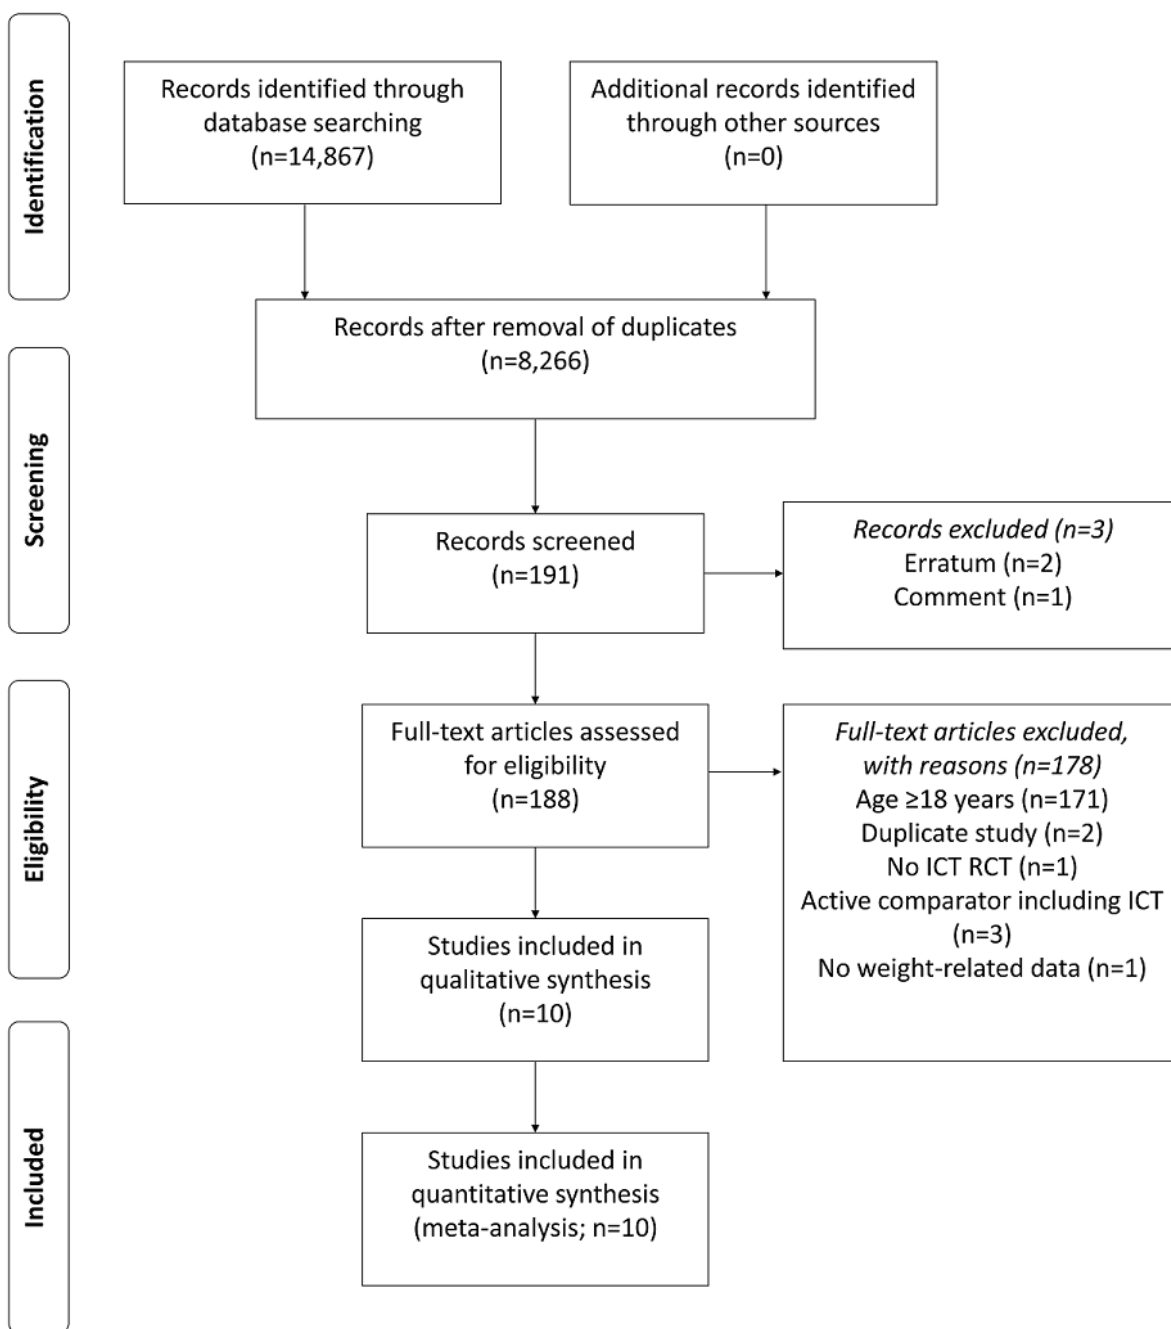 Identification
Records identified through
database searching
(n=14,867)
Additional records identified
through other sources
(n=0)
Records after removal of duplicates
(n=8,266)
Screening
Records screened
(n=191)
Records excluded (n=3)
Erratum (n=2)
Comment (n=1)
Eligibility
Full-text articles assessed
for eligibility
(n=188)
Full-text articles excluded,
with reasons (n=178)
Age ≥18 years (n=171)
Duplicate study (n=2)
No ICT RCT (n=1)
Active comparator including ICT
(n=3)
No weight-related data (n=1)
Studies included in
qualitative synthesis
(n=10)
Included
Studies included in
quantitative synthesis
(meta-analysis; n=10)